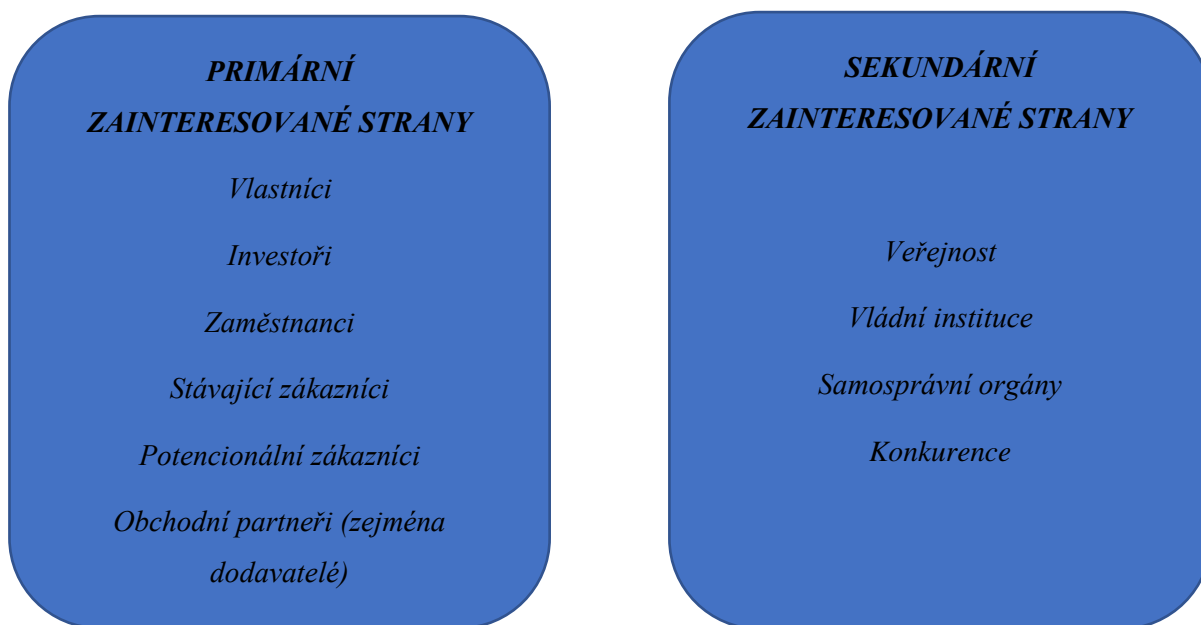 PRIMÁRNÍ
ZAINTERESOVANÉ STRANY
Vlastníci
Investoři
Zaměstnanci
Stávající zákazníci
Potencionální zákazníci
Obchodní partneři (zejména
dodavatelé)
SEKUNDÁRNÍ
ZAINTERESOVANÉ STRANY
Veřejnost
Vládní instituce
Samosprávní orgány
Konkurence